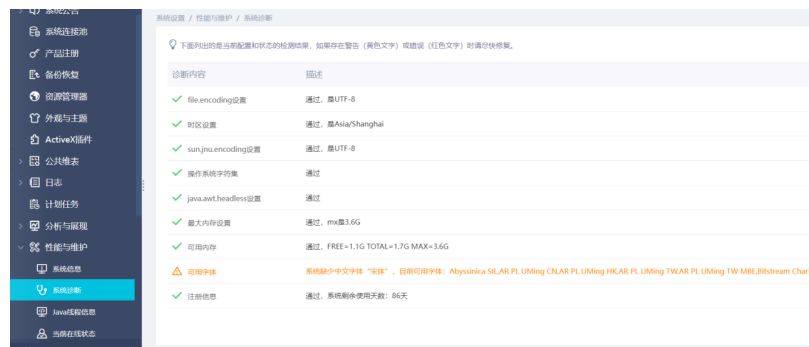 系统公告
系统连接池
产品注册
备份恢复
资源管理器
外观与主题
ActiveX插件
公共维表
日志
计划任务
分析与展现
性能与维护
系统信息
系统诊断
Java线程信息
当前在线状态
系统设置 / 性能与维护 / 系统诊断
下面列出的是当前配置和状态的检测结果，如果存在警告（黄色文字）或错误（红色文字）时请尽快修复。
诊断内容 描述
file.encoding设置 通过，是UTF-8
时区设置 通过，是Asia/Shanghai
sun.jnu.encoding设置 通过，是UTF-8
操作系统字符集 通过
java.awt.headless设置 通过
最大内存设置 通过，mx是3.6G
可用内存 通过，FREE=1.1G TOTAL=1.7G MAX=3.6G
可用字体 系统缺少中文字体“宋体”，目前可用字体：Abyssinica SIL,AR PL UMing CN,AR PL UMing HK,AR PL UMing TW,AR PL UMing TW MBE,Bitstream Char
注册信息 通过，系统剩余使用天数：86天